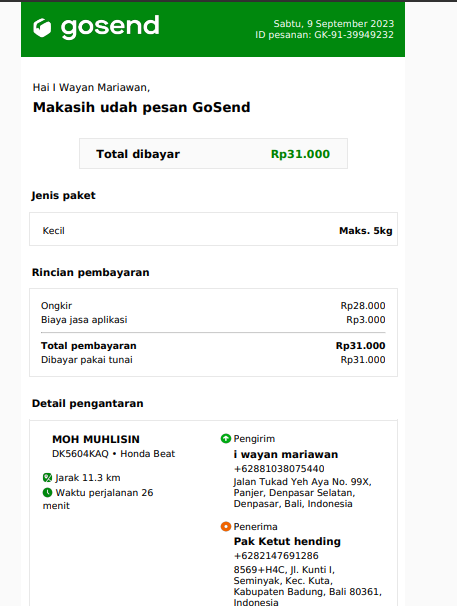 gosend
Sabtu, 9 September 2023
ID pesanan: GK-91-39949232
Hai I Wayan Mariawan,
Makasih udah pesan GoSend
Total dibayar Rp31.000
Jenis paket
Kecil Maks. 5kg
Rincian pembayaran
Ongkir Rp28.000
Biaya jasa aplikasi Rp3.000
Total pembayaran Rp31.000
Dibayar pakai tunai Rp31.000
Detail pengantaran
MOH MUHLISIN
DK5604KAQ • Honda Beat
Jarak 11.3 km
Waktu perjalanan 26
menit
Pengirim
i wayan mariawan
+62881038075440
Jalan Tukad Yeh Aya No. 99X,
Panjer, Denpasar Selatan,
Denpasar, Bali, Indonesia
Penerima
Pak Ketut hending
+6282147691286
8569+H4C, Jl. Kunti I,
Seminyak, Kec. Kuta,
Kabupaten Badung, Bali 80361,
Indonesia